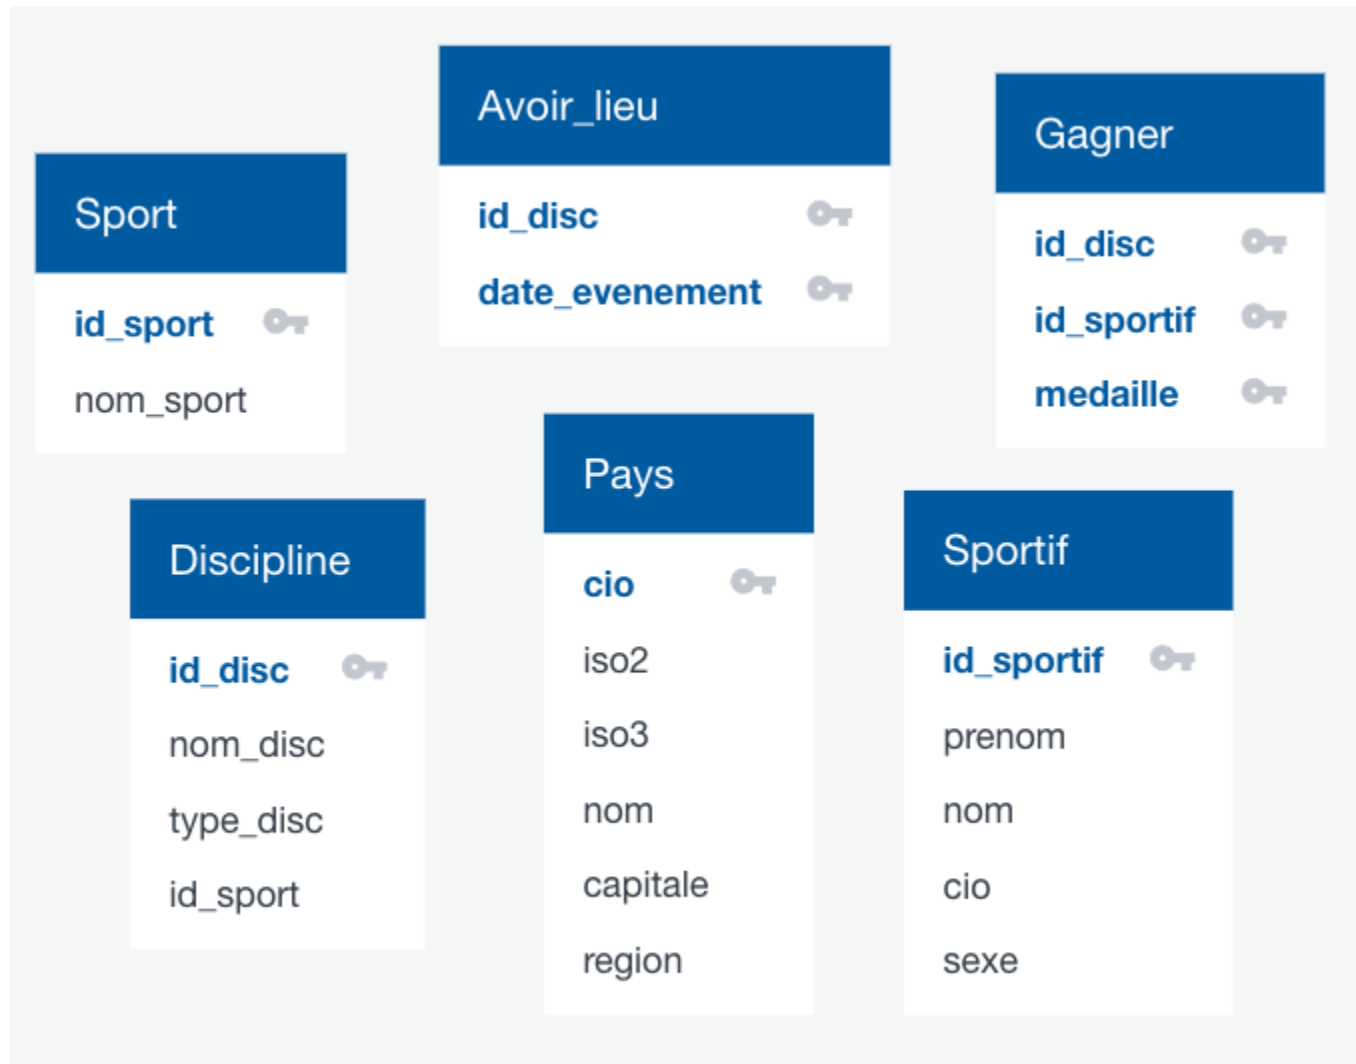 Sport
id_sport
nom_sport
Avoir_lieu
id_disc
date_evenement
Gagner
id_disc
id_sportif
medaille
Discipline
id_disc
nom_disc
type_disc
id_sport
Pays
cio
iso2
iso3
nom
capitale
region
Sportif
id_sportif
prenom
nom
cio
sexe